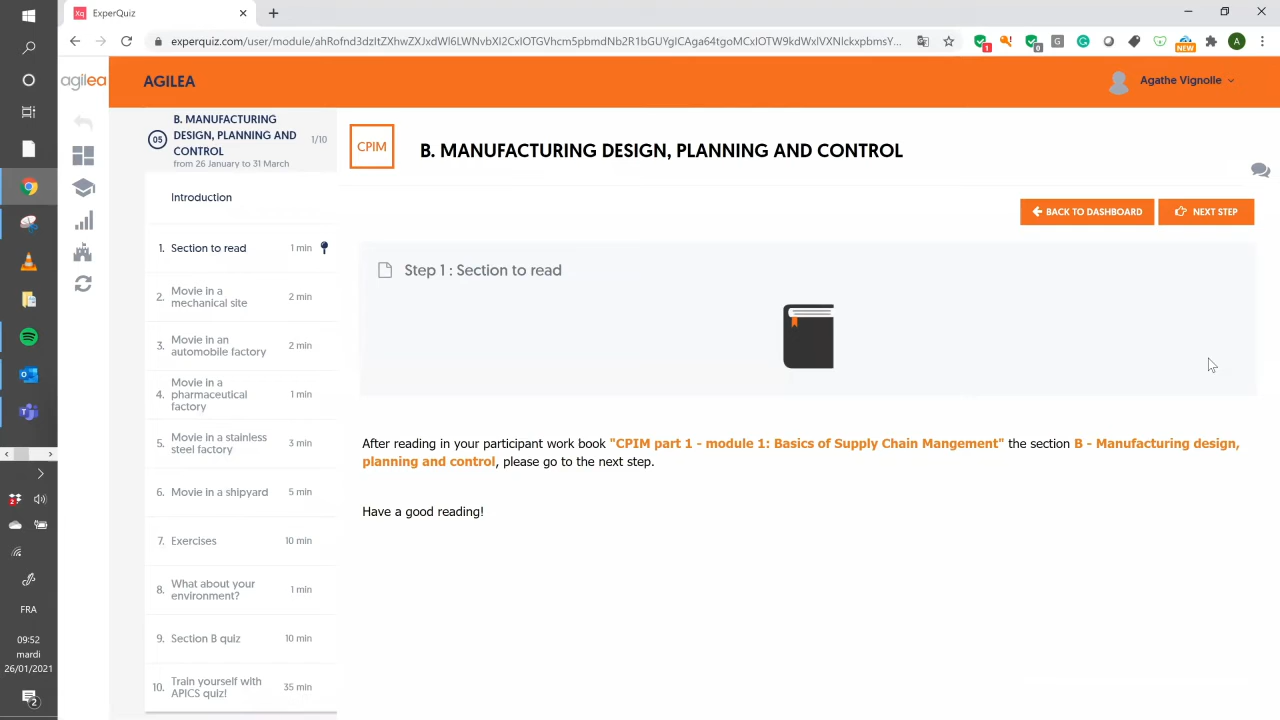 ExperQuiz
experquiz.com/user/module/ahRofnd3dzItZXhwZXJxdWl6LWNvbXI2CxIOTGVhcm5pbmdNb2R1bGUYgICAga64tgoMCxIOTW9kdWxlVXNlckxpbmsY...
NEW
A
agilea
AGILEA
Agathe Vignolle
05
B. MANUFACTURING
DESIGN, PLANNING AND
CONTROL
1/10
from 26 January to 31 March
Introduction
1. Section to read 1 min
2. Movie in a
mechanical site 2 min
3. Movie in an
automobile factory 2 min
4. Movie in a
pharmaceutical
factory 1 min
5. Movie in a stainless
steel factory 3 min
6. Movie in a shipyard 5 min
7. Exercises 10 min
8. What about your
environment? 1 min
9. Section B quiz 10 min
10. Train yourself with
APICS quiz! 35 min
CPIM
B. MANUFACTURING DESIGN, PLANNING AND CONTROL
BACK TO DASHBOARD
NEXT STEP
Step 1 : Section to read
After reading in your participant work book "CPIM part 1 - module 1: Basics of Supply Chain Mangement" the section B - Manufacturing design,
planning and control, please go to the next step.
Have a good reading!
FRA
09:52
mardi
26/01/2021
2